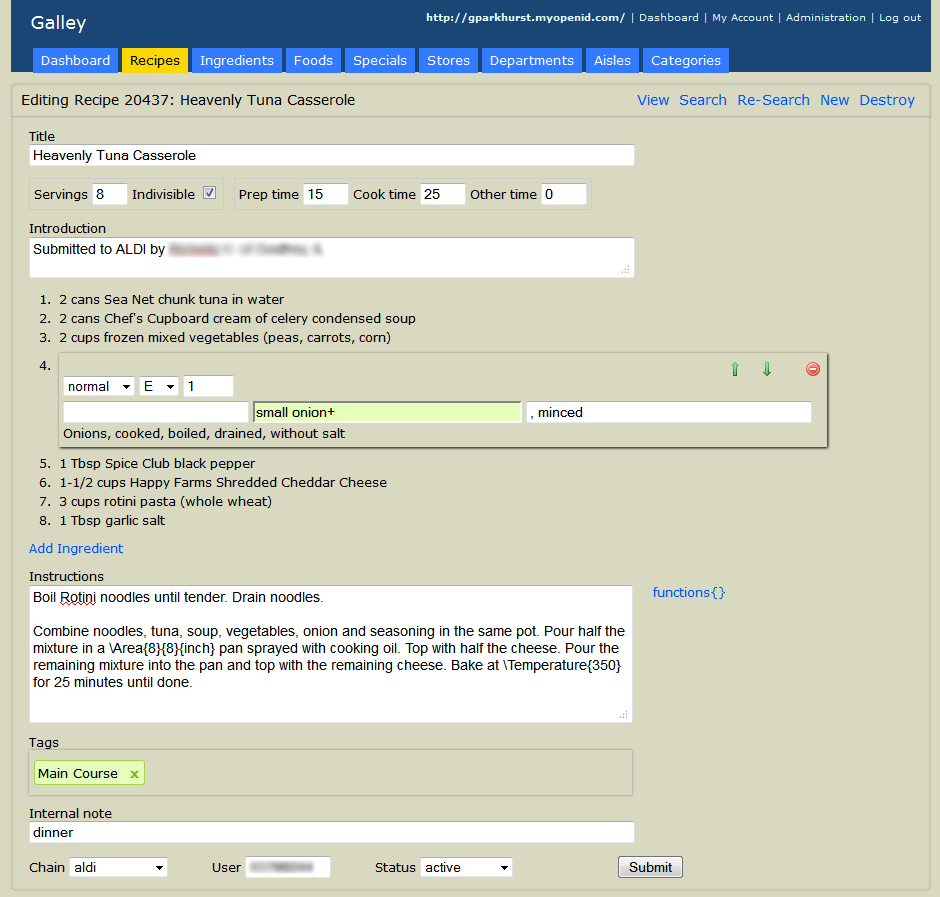 Galley
http://gparkhurst.myopenid.com/ | Dashboard | My Account | Administration | Log out
Dashboard Recipes Ingredients Foods Specials Stores Departments Aisles Categories
Editing Recipe 20437: Heavenly Tuna Casserole View Search Re-Search New Destroy
Title
Heavenly Tuna Casserole
Servings 8 Indivisible Prep time 15 Cook time 25 Other time 0
Introduction
Submitted to ALDI by
1. 2 cans Sea Net chunk tuna in water
2. 2 cans Chef's Cupboard cream of celery condensed soup
3. 2 cups frozen mixed vegetables (peas, carrots, corn)
4.
normal E 1
small onion+ , minced
Onions, cooked, boiled, drained, without salt
5. 1 Tbsp Spice Club black pepper
6. 1-1/2 cups Happy Farms Shredded Cheddar Cheese
7. 3 cups rotini pasta (whole wheat)
8. 1 Tbsp garlic salt
Add Ingredient
Instructions
functions{}
Boil Rotini noodles until tender. Drain noodles.
Combine noodles, tuna, soup, vegetables, onion and seasoning in the same pot. Pour half the
mixture in a \Area{8}{8}{inch} pan sprayed with cooking oil. Top with half the cheese. Pour the
remaining mixture into the pan and top with the remaining cheese. Bake at \Temperature{350}
for 25 minutes until done.
Tags
Main Course x
Internal note
dinner
Chain aldi User Status active Submit